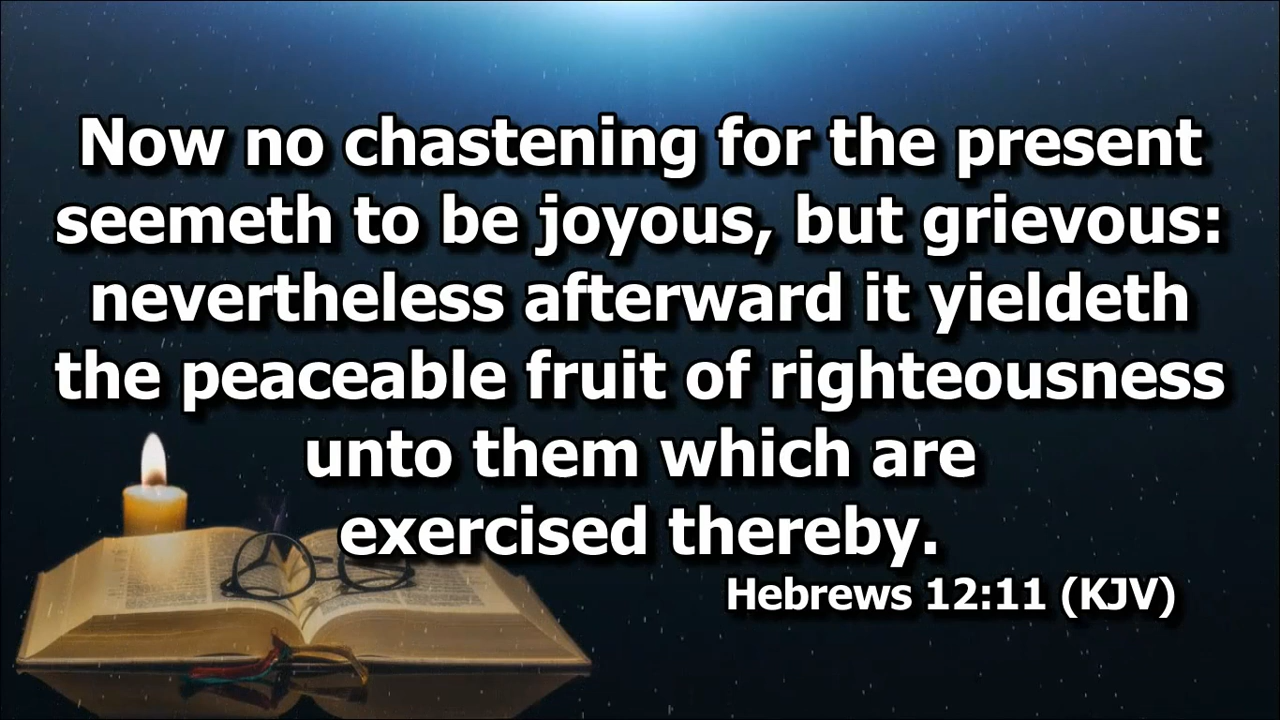 Now no chastening for the present
seemeth to be joyous, but grievous:
nevertheless afterward it yieldeth
the peaceable fruit of righteousness
unto them which are
exercised thereby.
Hebrews 12:11 (KJV)